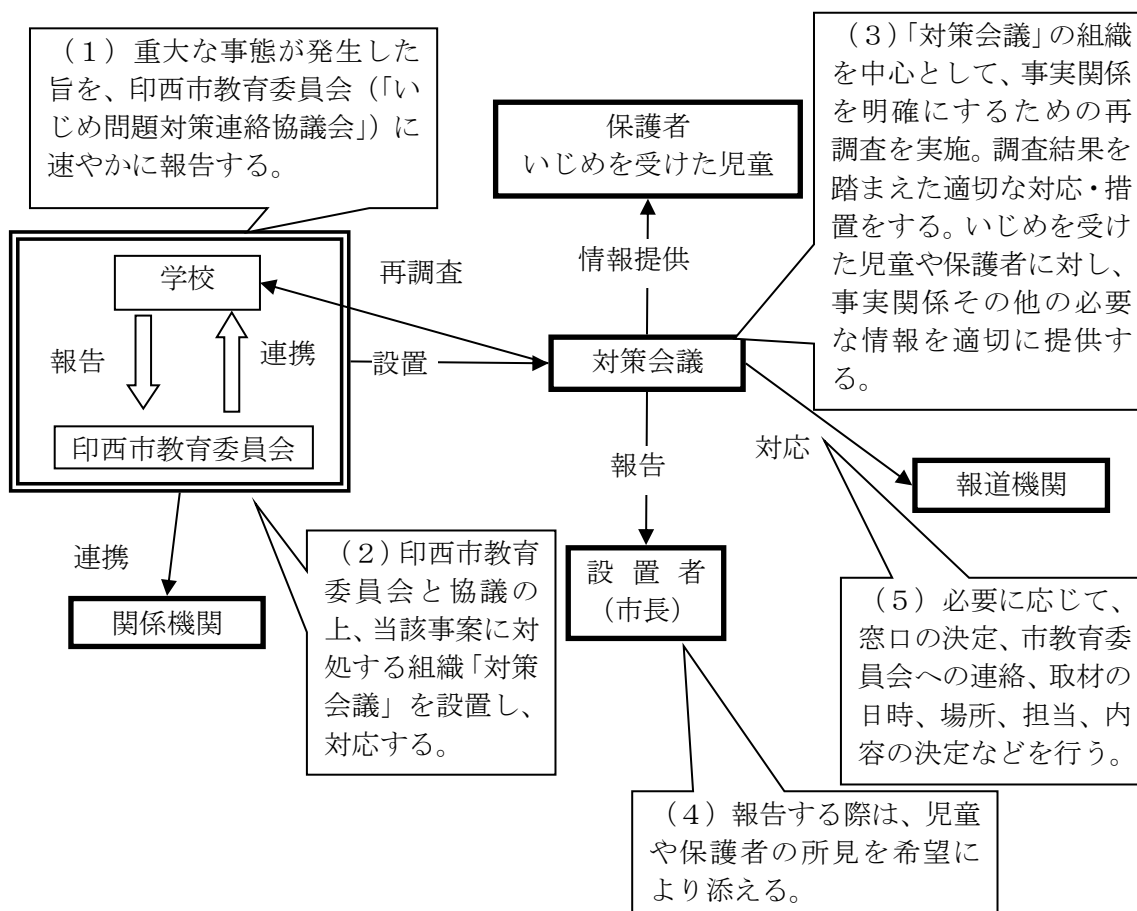 （１）重大な事態が発生した
旨を、印西市教育委員会（「い
じめ問題対策連絡協議会」）に
速やかに報告する。
保護者
いじめを受けた児童
（３）「対策会議」の組織
を中心として、事実関係
を明確にするための再
調査を実施。調査結果を
踏まえた適切な対応・措
置をする。いじめを受け
た児童や保護者に対し、
事実関係その他の必要
な情報を適切に提供す
る。
学校
再調査
情報提供
報告
連携
設置
対策会議
印西市教育委員会
報告
対応
報道機関
連携
関係機関
（２）印西市教育
委員会と協議の
上、当該事案に対
処する組織「対策
会議」を設置し、
対応する。
設置者
（市長）
（５）必要に応じて、
窓口の決定、市教育委
員会への連絡、取材の
日時、場所、担当、内
容の決定などを行う。
（４）報告する際は、児童
や保護者の所見を希望に
より添える。